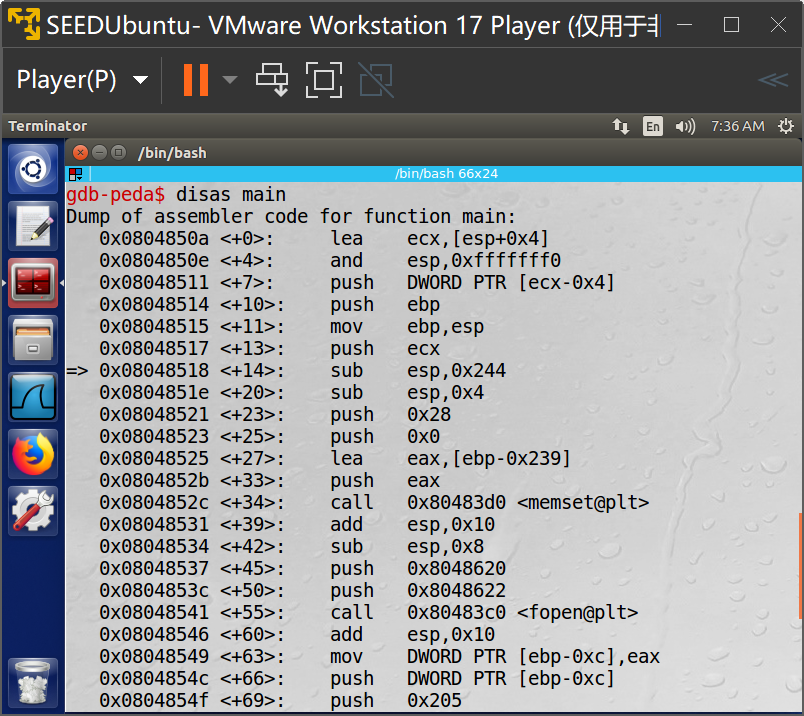 SEEDUbuntu- VMware Workstation 17 Player (仅用于非
Player(P)
Terminator En 7:36 AM
/bin/bash
/bin/bash 66x24
gdb-peda$ disas main
Dump of assembler code for function main:
0x0804850a <+0>: lea ecx,[esp+0x4]
0x0804850e <+4>: and esp,0xfffffff0
0x08048511 <+7>: push DWORD PTR [ecx-0x4]
0x08048514 <+10>: push ebp
0x08048515 <+11>: mov ebp,esp
0x08048517 <+13>: push ecx
=> 0x08048518 <+14>: sub esp,0x244
0x0804851e <+20>: sub esp,0x4
0x08048521 <+23>: push 0x28
0x08048523 <+25>: push 0x0
0x08048525 <+27>: lea eax,[ebp-0x239]
0x0804852b <+33>: push eax
0x0804852c <+34>: call 0x80483d0 <memset@plt>
0x08048531 <+39>: add esp,0x10
0x08048534 <+42>: sub esp,0x8
0x08048537 <+45>: push 0x8048620
0x0804853c <+50>: push 0x8048622
0x08048541 <+55>: call 0x80483c0 <fopen@plt>
0x08048546 <+60>: add esp,0x10
0x08048549 <+63>: mov DWORD PTR [ebp-0xc],eax
0x0804854c <+66>: push DWORD PTR [ebp-0xc]
0x0804854f <+69>: push 0x205